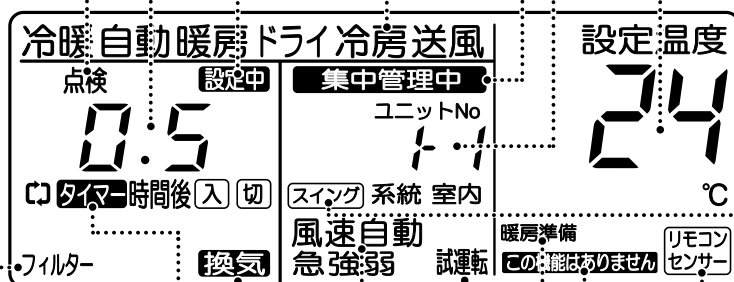 冷暖自動暖房ドライ冷房送風
点検 設定中
0.5
タイマー時間後 入 切
フィルター 換気
集中管理中
ユニットNo
1-1
スイング 系統 室内
風速自動
急強弱 試運転
設定温度
24
℃
暖房準備
この機能はありません
リモコン
センサー